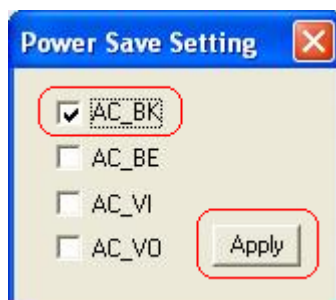 Power Save Setting
AC_BK
AC_BE
AC_VI
AC_VO
Apply